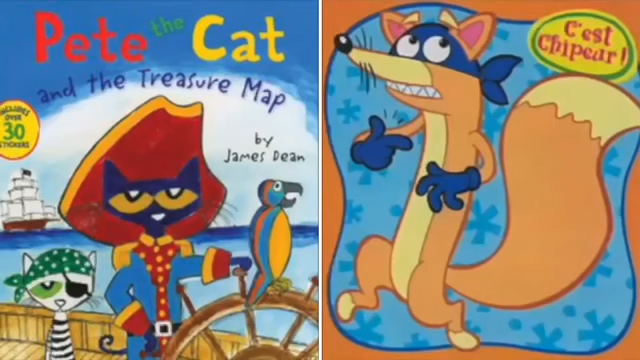 Pete the Cat
and the Treasure Map
INCLUDES
OVER
30
STICKERS
by
James Dean
C'est
Chipeur!